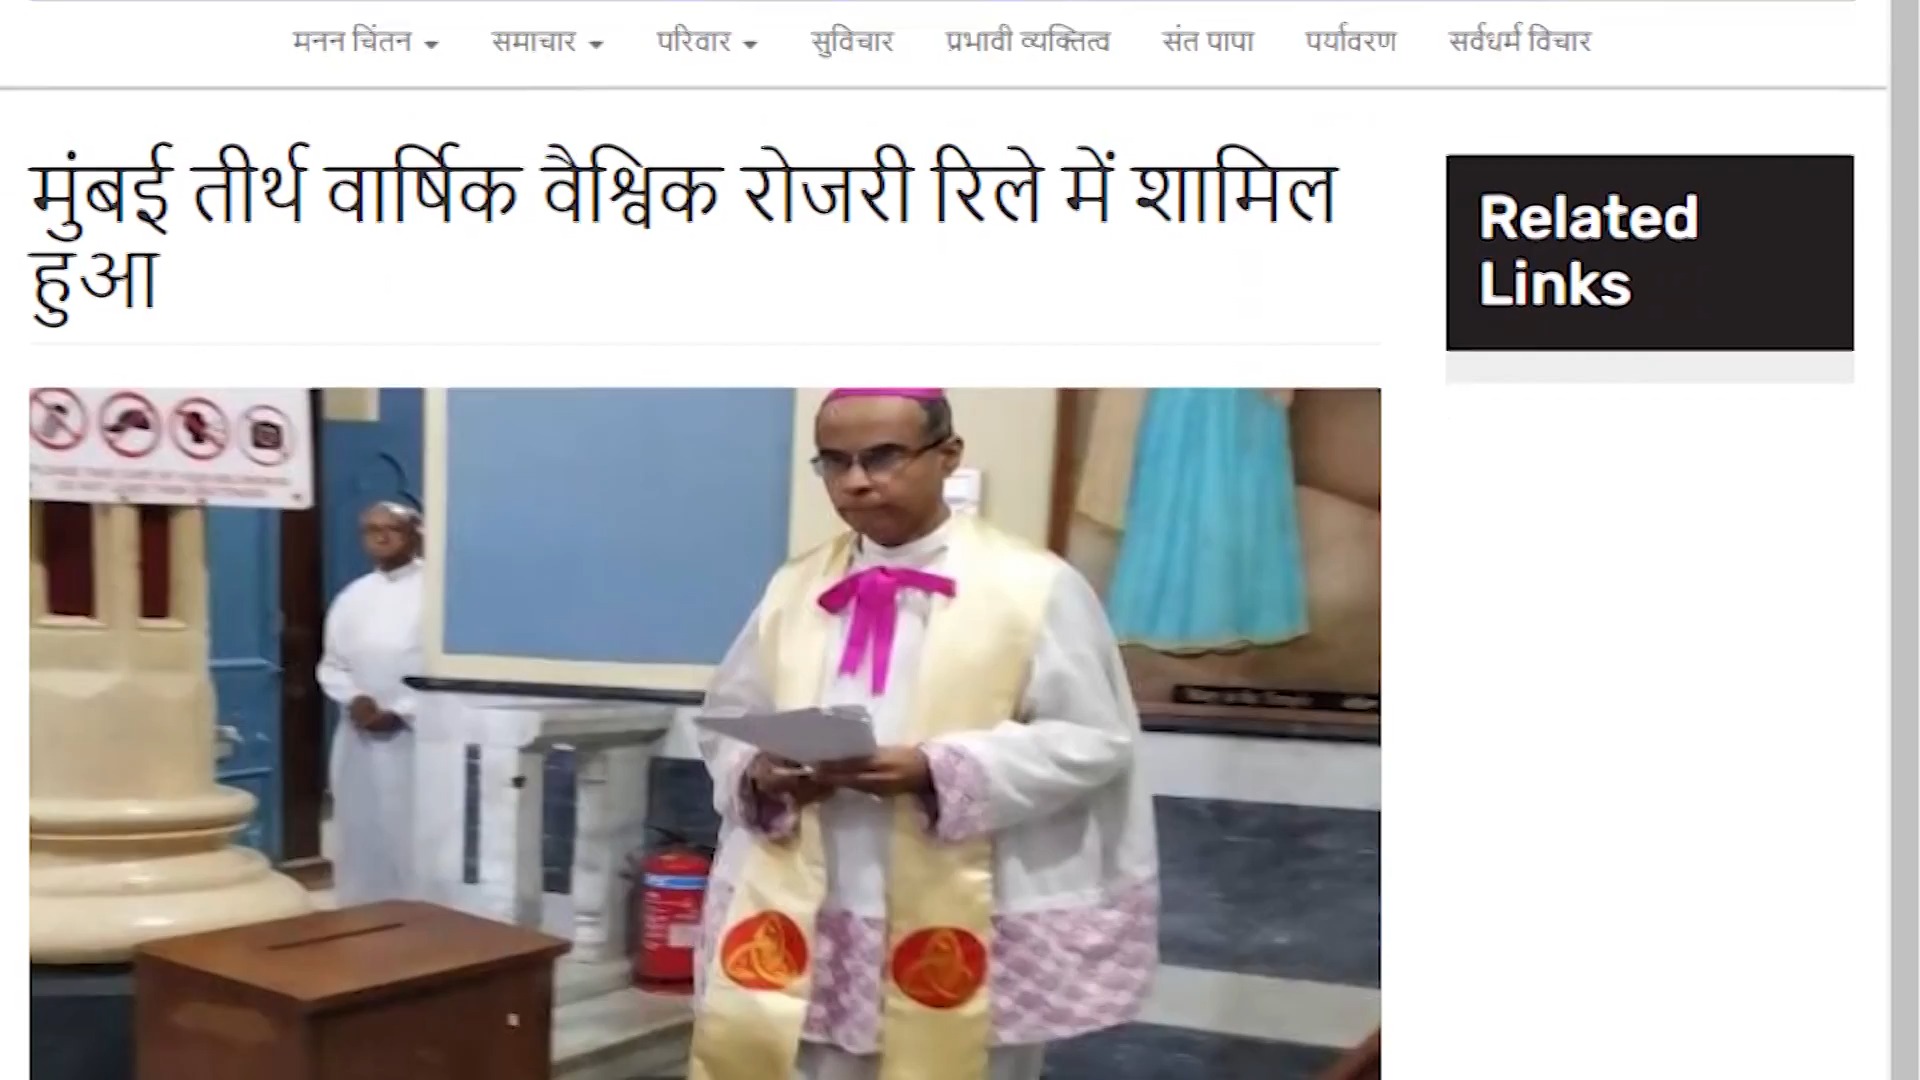 मनन चिंतन समाचार परिवार सुविचार प्रभावी व्यक्तित्व संत पापा पर्यावरण सर्वधर्म विचार
मुंबई तीर्थ वार्षिक वैश्विक रोजरी रिले में शामिल
हुआ
Related
Links